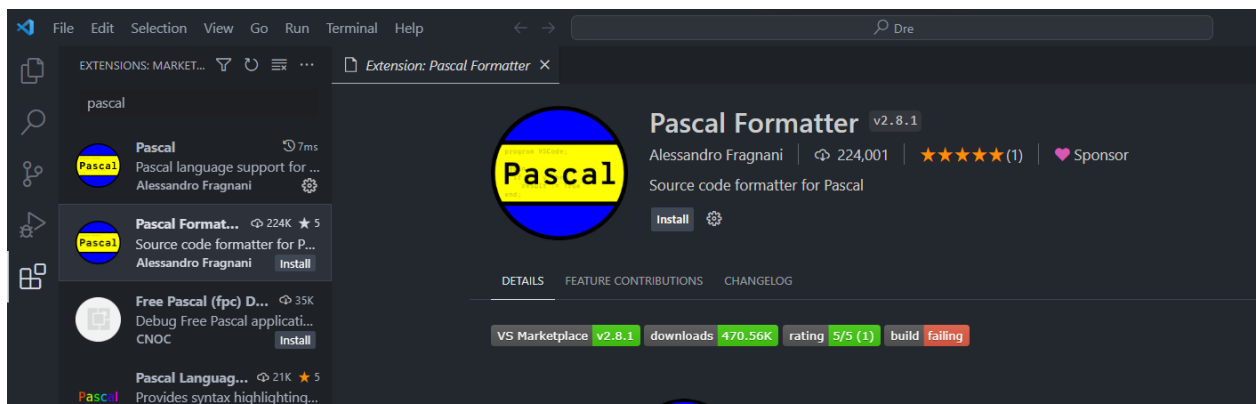 File Edit Selection View Go Run Terminal Help
Dre
EXTENSIONS: MARKET...
Extension: Pascal Formatter
pascal
Pascal 7ms
Pascal language support for ...
Alessandro Fragnani
Pascal
Pascal Format... 224K ★ 5
Source code formatter for P...
Alessandro Fragnani Install
Pascal
Free Pascal (fpc) D... 35K
Debug Free Pascal applicati...
CNOC Install
Pascal Languag... 21K ★ 5
Provides syntax highlighting...
Pascal
Pascal
Pascal Formatter v2.8.1
Alessandro Fragnani 224,001 ★★★★★(1) Sponsor
Source code formatter for Pascal
Install
DETAILS FEATURE CONTRIBUTIONS CHANGELOG
VS Marketplace v2.8.1 downloads 470.56K rating 5/5 (1) build failing